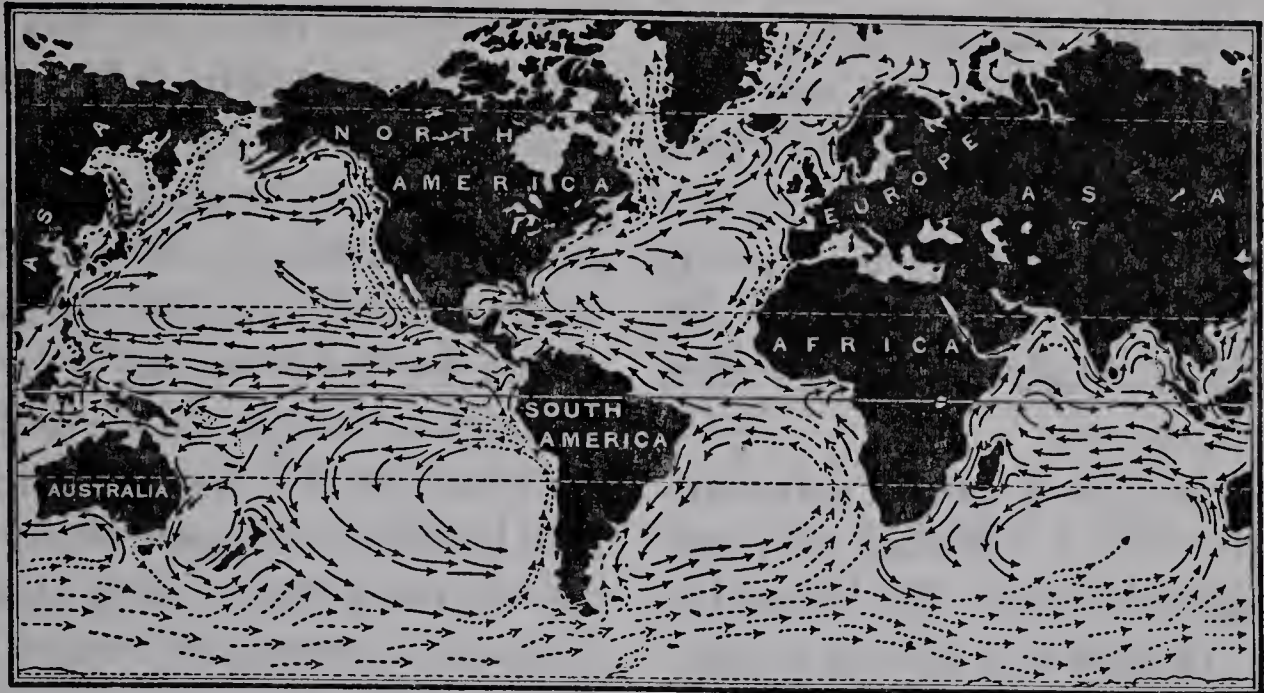 ASIA
NORTH
AMERICA
EUROPE
ASIA
AFRICA
SOUTH
AMERICA
AUSTRALIA